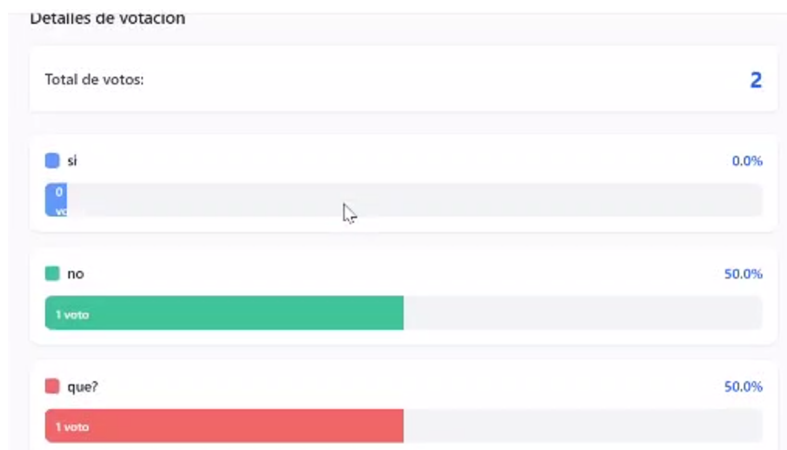 Detalles de votación
Total de votos:
2
si
0.0%
0
no
50.0%
1 voto
que?
50.0%
1 voto